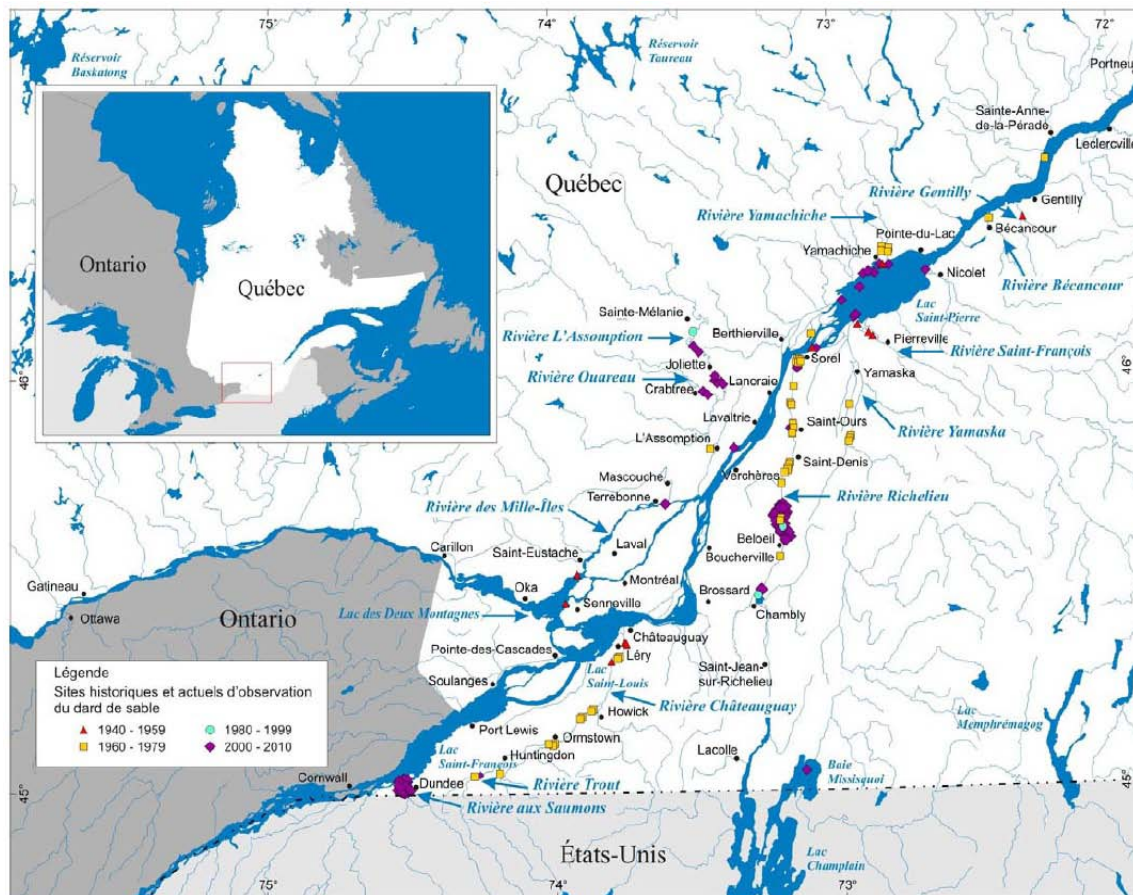 75°
74°
73°
72°
Réservoir
Baskatong
Réservoir
Taureau
Portneuf
Sainte-Anne-
de-la-Pérade
Leclercville
Québec
Rivière
Gentilly
Gentilly
Rivière Yamachiche
Bécancour
Pointe-du-Lac
Yamachiche
Nicolet
Rivière Bécancour
Ontario
Québec
Lac
Saint-Pierre
Sainte-Mélanie
Rivière L'Assomption
Berthierville
Pierreville
Rivière Saint-François
Sorel
Joliette
Yamaska
46°
46°
Rivière Ouareau
Lanoraie
Crabtree
Lavaltrie
Saint-Ours
Rivière Yamaska
L'Assomption
Saint-Denis
Verchères
Mascouche
Terrebonne
Rivière Richelieu
Rivière des Mille-Îles
Beloeil
Laval
Boucherville
Saint-Eustache
Carillon
Montréal
Gatineau
Oka
Brossard
Senneville
Chambly
Ottawa
Ontario
Lac des Deux Montagnes
Châteauguay
Pointe-des-Cascades
Léry
Saint-Jean-
sur-Richelieu
Lac
Saint-Louis
Soulanges
Rivière Châteauguay
Lac
Memphrémagog
Howick
Port Lewis
Ormstown
Lacolle
Lac
Saint-François
Huntingdon
Baie
Missisquoi
Cornwall
Dundee
Rivière Trout
45°
45°
Rivière aux Saumons
États-Unis
Lac
Champlain
Légende
Sites historiques et actuels d'observation
du dard de sable
1940 - 1959
1980 - 1999
1960 - 1979
2000 - 2010
75°
74°
73°